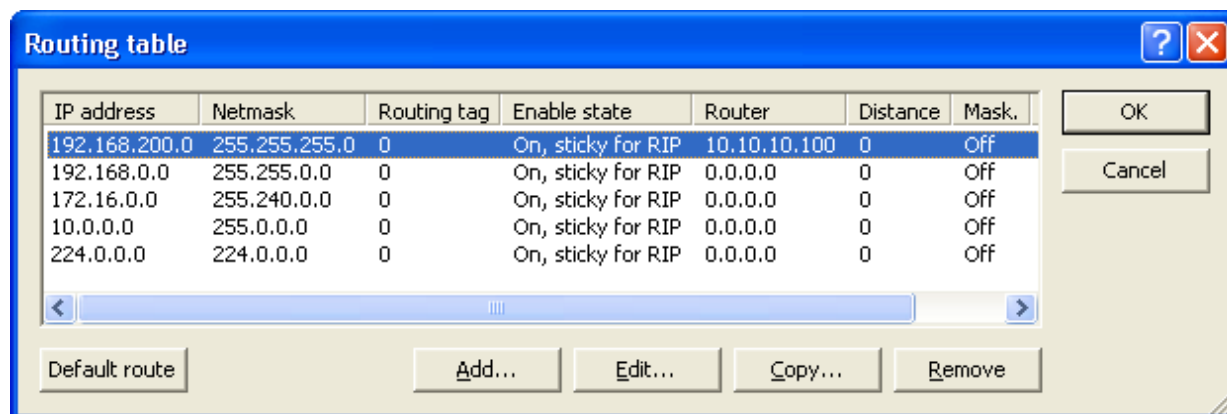 Routing table
IP address Netmask Routing tag Enable state Router Distance Mask.
192.168.200.0 255.255.255.0 0 On, sticky for RIP 10.10.10.100 0 Off
192.168.0.0 255.255.0.0 0 On, sticky for RIP 0.0.0.0 0 Off
172.16.0.0 255.240.0.0 0 On, sticky for RIP 0.0.0.0 0 Off
10.0.0.0 255.0.0.0 0 On, sticky for RIP 0.0.0.0 0 Off
224.0.0.0 224.0.0.0 0 On, sticky for RIP 0.0.0.0 0 Off
OK
Cancel
Default route Add... Edit... Copy... Remove